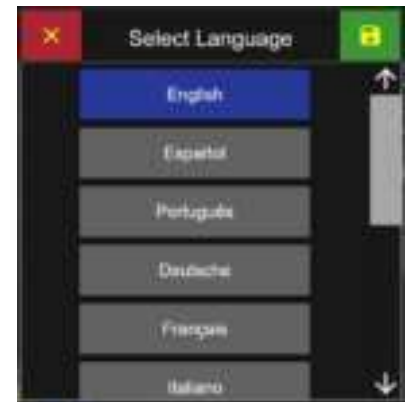 Select Language
English
Español
Português
Deutsche
Français
Italiano